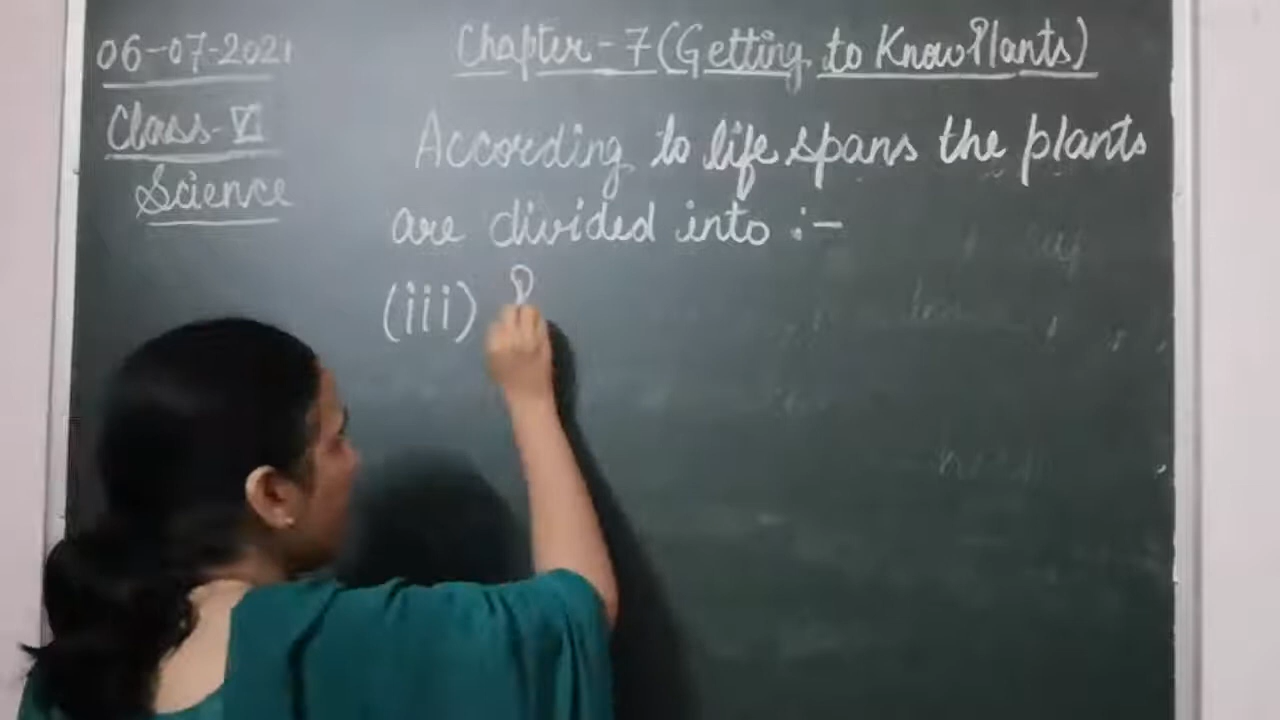 06-07-2021
Class-VI
Science
Chapter-7 (Getting to Know Plants)
According to life spans the plants
are divided into :-
(iii) P